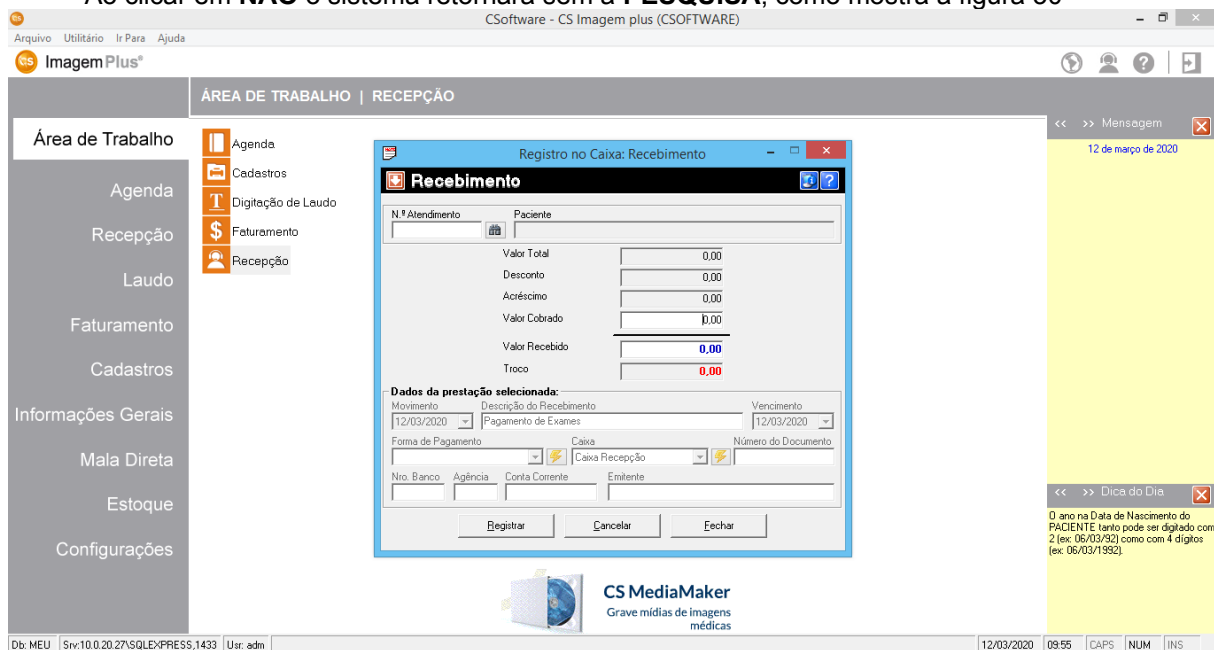 Ao clicar em NÃO o sistema retornará sem a PESQUISA, como mostra a figura
CSoftware - CS Imagem plus (CSOFTWARE)
Arquivo Utilitário Ir Para Ajuda
CS Imagem Plus®
ÁREA DE TRABALHO | RECEPÇÃO
<< >> Mensagem
12 de março de 2020
Área de Trabalho
Agenda
Recepção
Laudo
Faturamento
Cadastros
Informações Gerais
Mala Direta
Estoque
Configurações
Agenda
Cadastros
Digitação de Laudo
Faturamento
Recepção
Registro no Caixa: Recebimento
Recebimento
N.º Atendimento Paciente
Valor Total 0,00
Desconto 0,00
Acréscimo 0,00
Valor Cobrado 0,00
Valor Recebido 0,00
Troco 0,00
Dados da prestação selecionada:
Movimento Descrição do Recebimento Vencimento
12/03/2020 Pagamento de Exames 12/03/2020
Forma de Pagamento Caixa Número do Documento
Caixa Recepção
Nro. Banco Agência Conta Corrente Emitente
Registrar Cancelar Fechar
<< >> Dica do Dia
O ano na Data de Nascimento do
PACIENTE tanto pode ser digitado com
2 (ex: 06/03/92) como com 4 dígitos
(ex: 06/03/1992).
CS MediaMaker
Grave mídias de imagens
médicas
Db: MEU Srv:10.0.20.27\SQLEXPRESS,1433 Usr: adm 12/03/2020 09:55 CAPS NUM INS